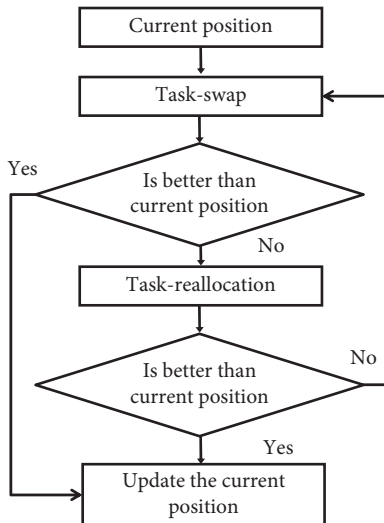 Current position
Task-swap
Yes
Is better than
current position
No
Task-reallocation
No
Is better than
current position
Yes
Update the current
position